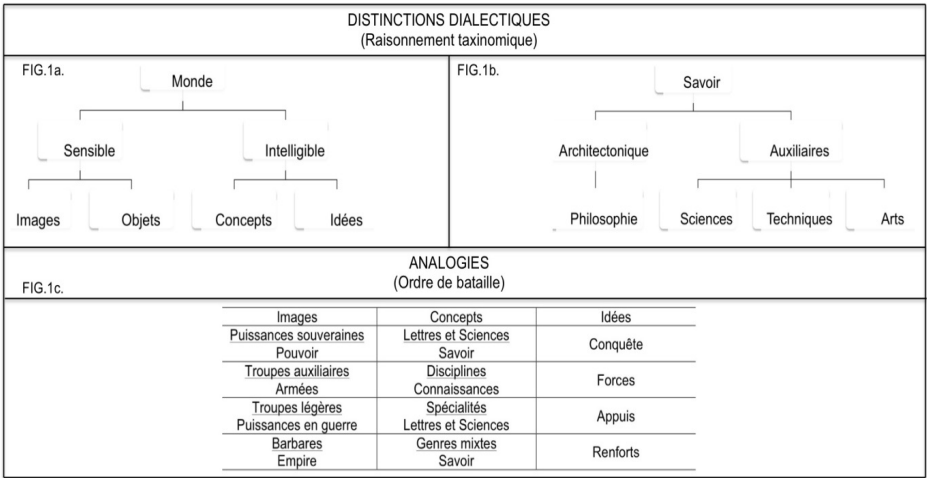 DISTINCTIONS DIALECTIQUES
(Raisonnement taxinomique)
FIG.1a.
Monde
Sensible Intelligible
Images Objets Concepts Idées
FIG.1b.
Savoir
Architectonique Auxiliaires
Philosophie Sciences Techniques Arts
ANALOGIES
(Ordre de bataille)
FIG.1c.
Images Concepts Idées
Puissances souveraines Lettres et Sciences
Conquête
Pouvoir Savoir
Troupes auxiliaires Disciplines
Forces
Armées Connaissances
Troupes légères Spécialités
Appuis
Puissances en guerre Lettres et Sciences
Barbares Genres mixtes
Renforts
Empire Savoir